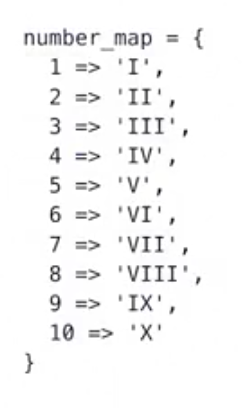 number_map = {
  1 => 'I',
  2 => 'II',
  3 => 'III',
  4 => 'IV',
  5 => 'V',
  6 => 'VI',
  7 => 'VII',
  8 => 'VIII',
  9 => 'IX',
  10 => 'X'
}